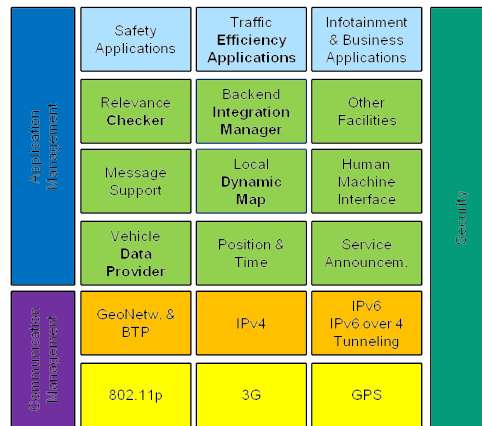 Safety
Applications
Traffic
Efficiency
Applications
Infotainment
& Business
Applications
Relevance
Checker
Backend
Integration
Manager
Other
Facilities
Message
Support
Local
Dynamic
Map
Human
Machine
Interface
Vehicle
Data
Provider
Position &
Time
Service
Announcem.
GeoNetw. &
BTP
IPv4
IPv6
IPv6 over 4
Tunneling
802.11p
3G
GPS
Application
Management
Communication
Management
Security